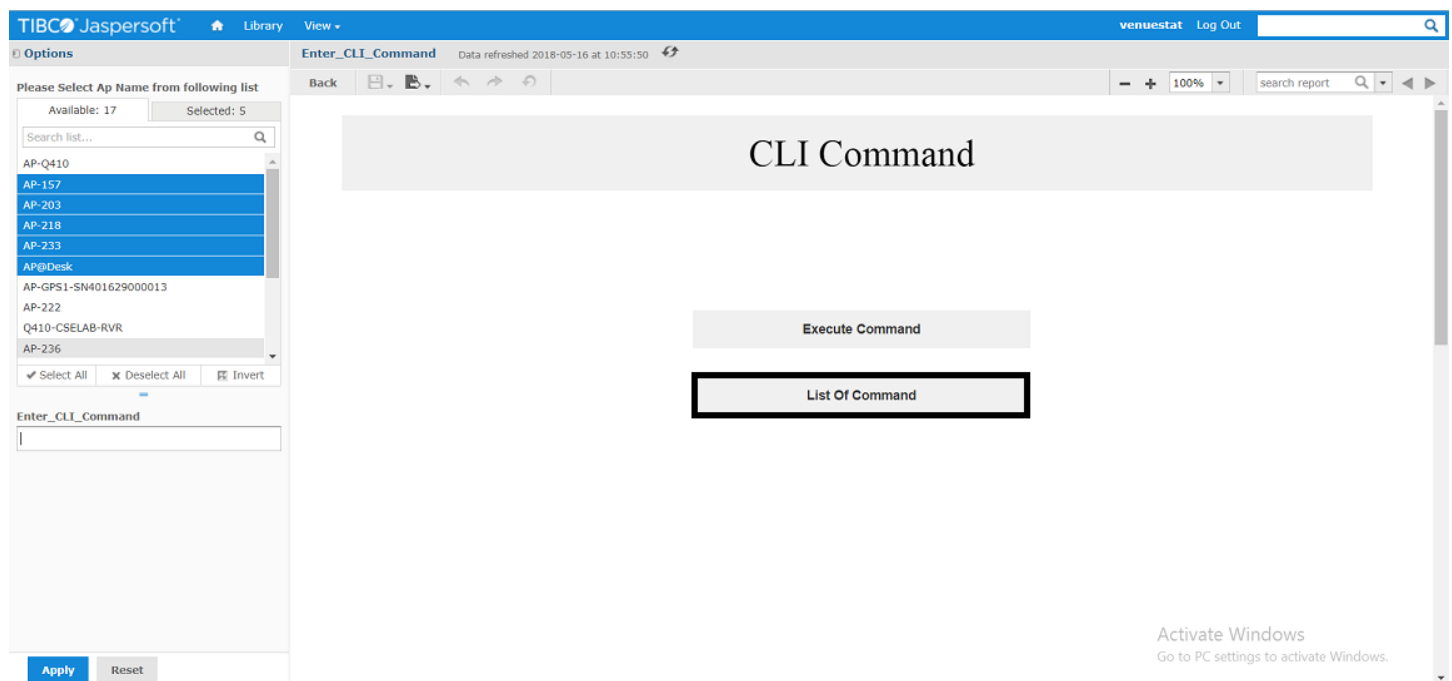 TIBCO Jaspersoft Library View venuestat Log Out
Options
Enter_CLI_Command Data refreshed 2018-05-16 at 10:55:50
Please Select Ap Name from following list
Available: 17 Selected: 5
Search list...
AP-Q410
AP-157
AP-203
AP-218
AP-233
AP@Desk
AP-GPS1-SN401629000013
AP-222
Q410-CSELAB-RVR
AP-236
Select All Deselect All Invert
Enter_CLI_Command
Apply Reset
Back 100% search report
CLI Command
Execute Command
List Of Command
Activate Windows
Go to PC settings to activate Windows.